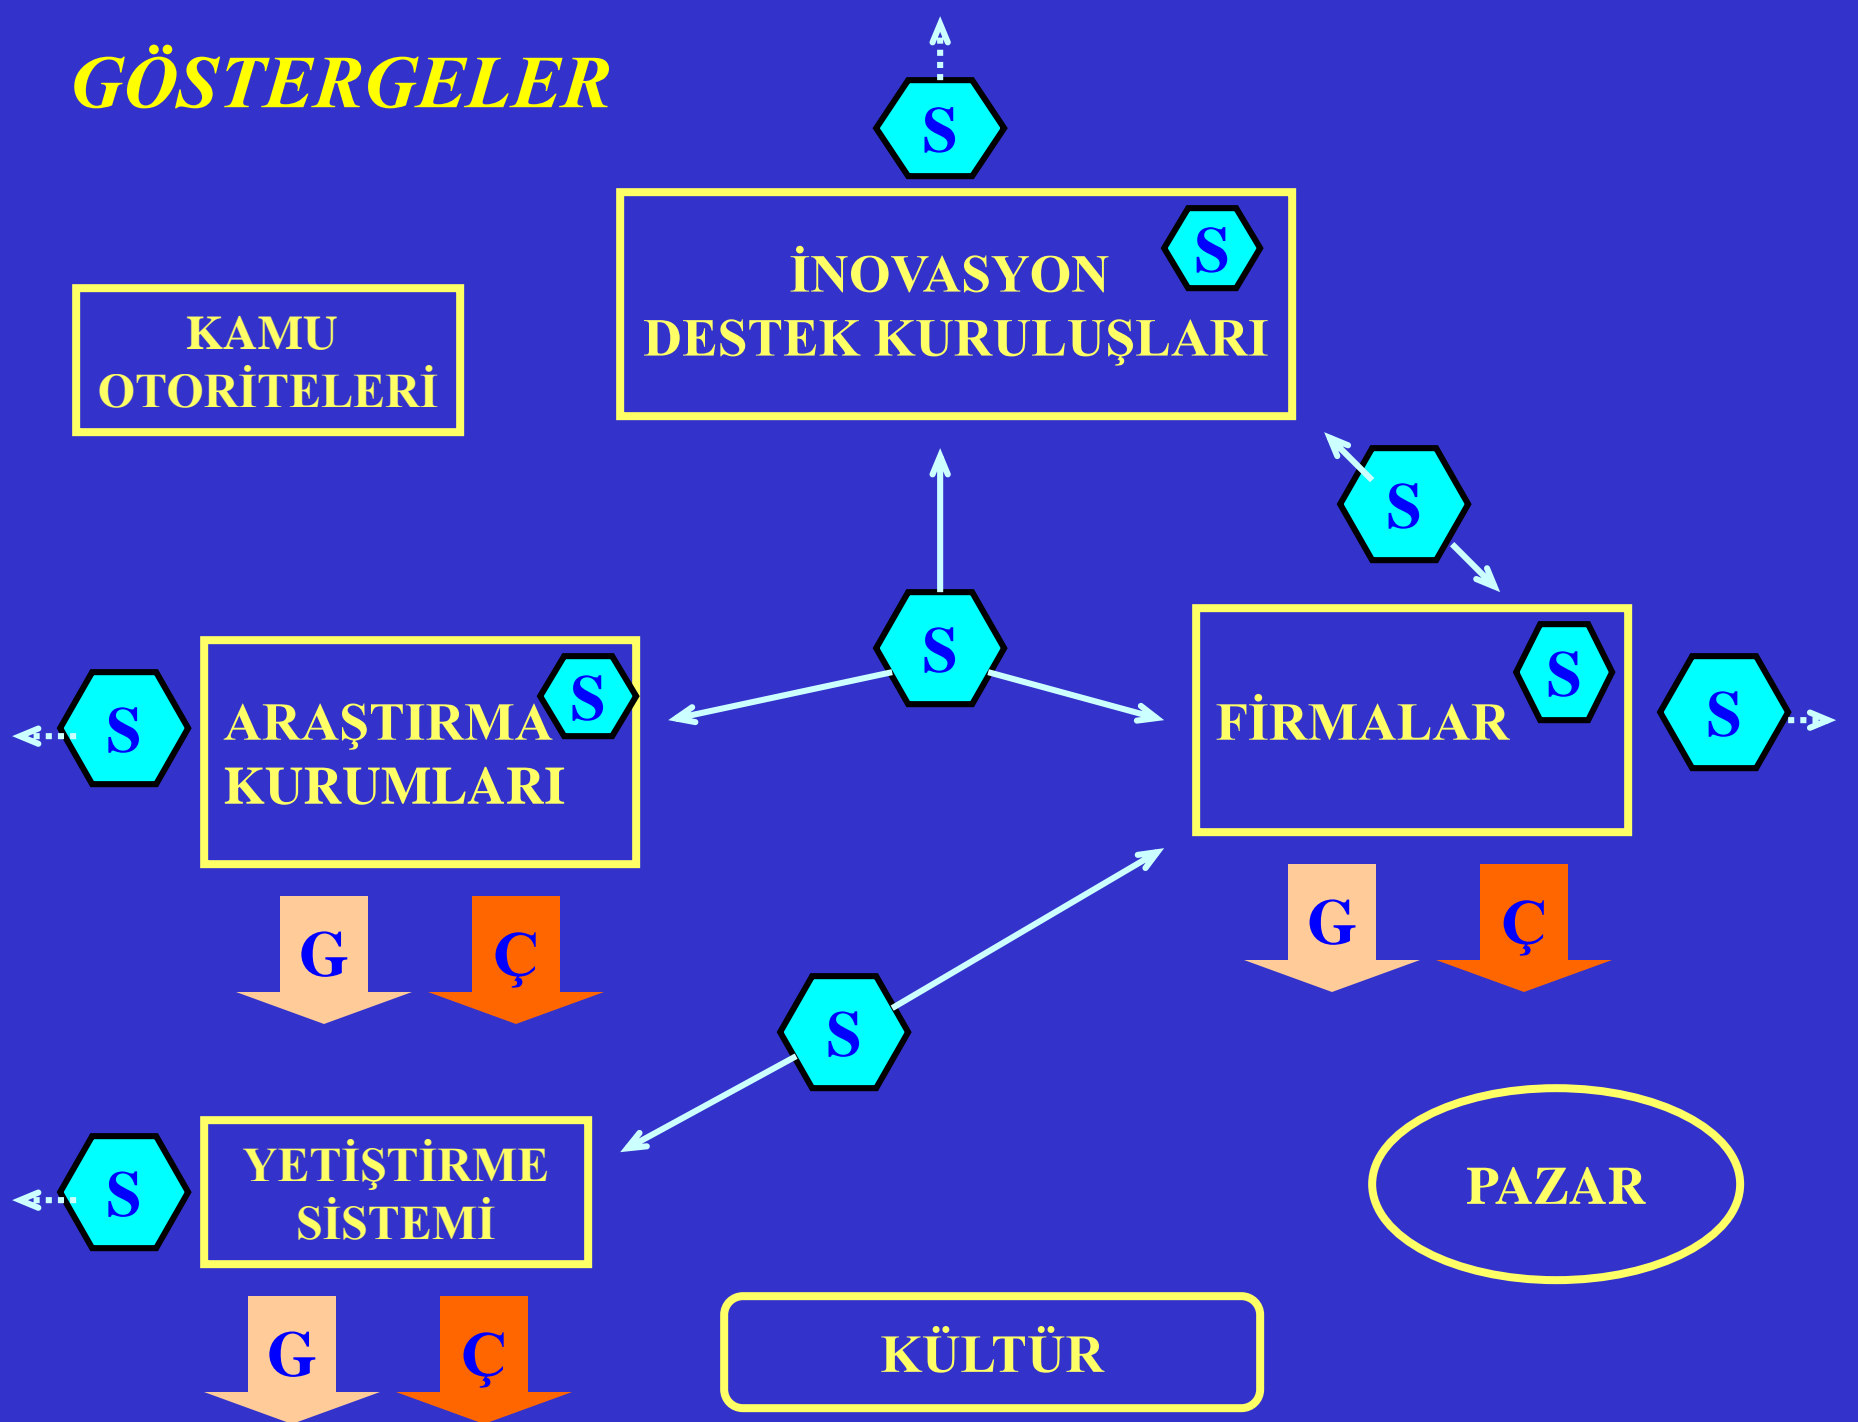 GÖSTERGELER
S
S
İNOVASYON
DESTEK KURULUŞLARI
KAMU
OTORİTELERİ
S
S
S
ARAŞTIRMA
KURUMLARI
S
S
FİRMALAR
S
G
Ç
G
Ç
S
S
YETİŞTİRME
SİSTEMİ
PAZAR
G
Ç
KÜLTÜR
S